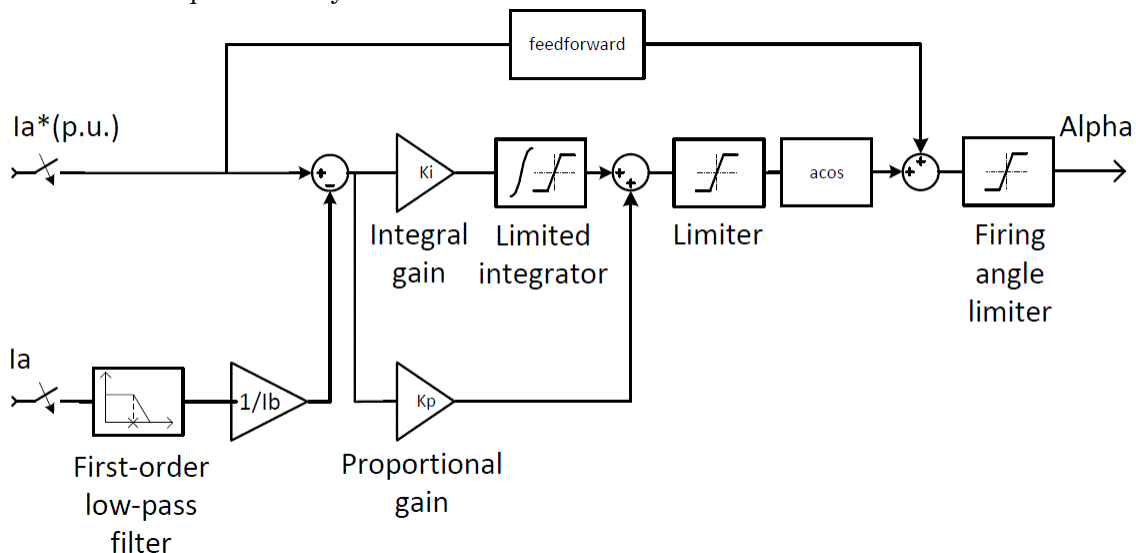 feedforward
Ia*(p.u.)
Alpha
Ki
acos
Integral
gain
Limited
integrator
Limiter
Firing
angle
limiter
Ia
1/Ib
Kp
First-order
low-pass
filter
Proportional
gain